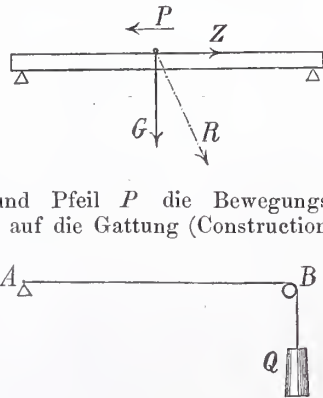 P
Z
G
R
und Pfeil P die Bewegungs
auf die Gattung (Construction
A
B
Q